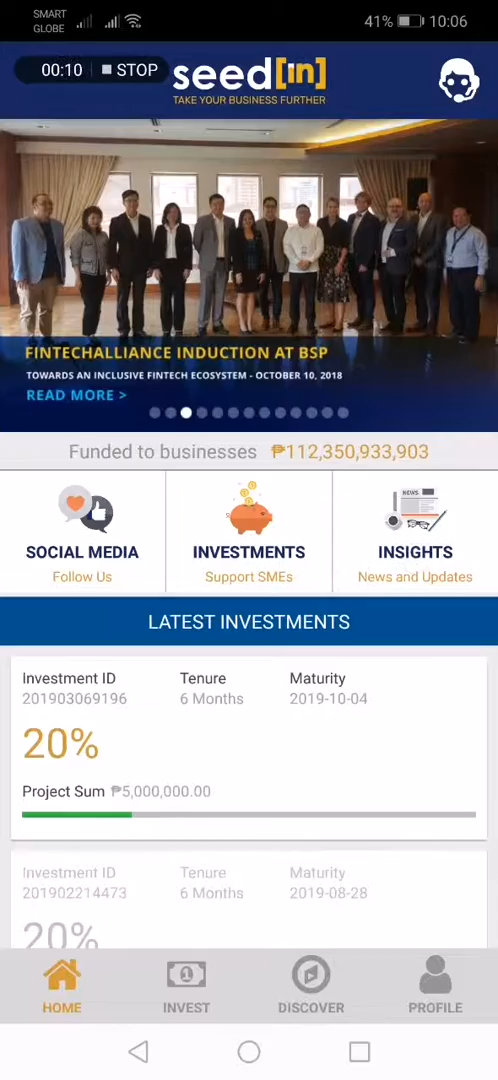 SMART
GLOBE
41% 10:06
00:10 STOP
seed[in]
TAKE YOUR BUSINESS FURTHER
FINTECHALLIANCE INDUCTION AT BSP
TOWARDS AN INCLUSIVE FINTECH ECOSYSTEM - OCTOBER 10, 2018
READ MORE >
Funded to businesses ₱112,350,933,903
NEWS
SOCIAL MEDIA INVESTMENTS INSIGHTS
Follow Us Support SMEs News and Updates
LATEST INVESTMENTS
Investment ID Tenure Maturity
201903069196 6 Months 2019-10-04
20%
Project Sum ₱5,000,000.00
Investment ID Tenure Maturity
201902214473 6 Months 2019-08-28
20%
HOME INVEST DISCOVER PROFILE